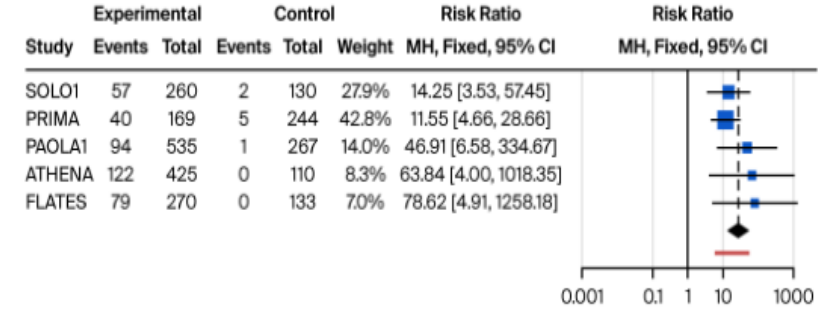 Experimental Control Risk Ratio Risk Ratio
Study Events Total Events Total Weight MH, Fixed, 95% CI MH, Fixed, 95% CI
SOLO1 57 260 2 130 27.9% 14.25 [3.53, 57.45]
PRIMA 40 169 5 244 42.8% 11.55 [4.66, 28.66]
PAOLA1 94 535 1 267 14.0% 46.91 [6.58, 334.67]
ATHENA 122 425 0 110 8.3% 63.84 [4.00, 1018.35]
FLATES 79 270 0 133 7.0% 78.62 [4.91, 1258.18]
0.001 0.1 1 10 1000